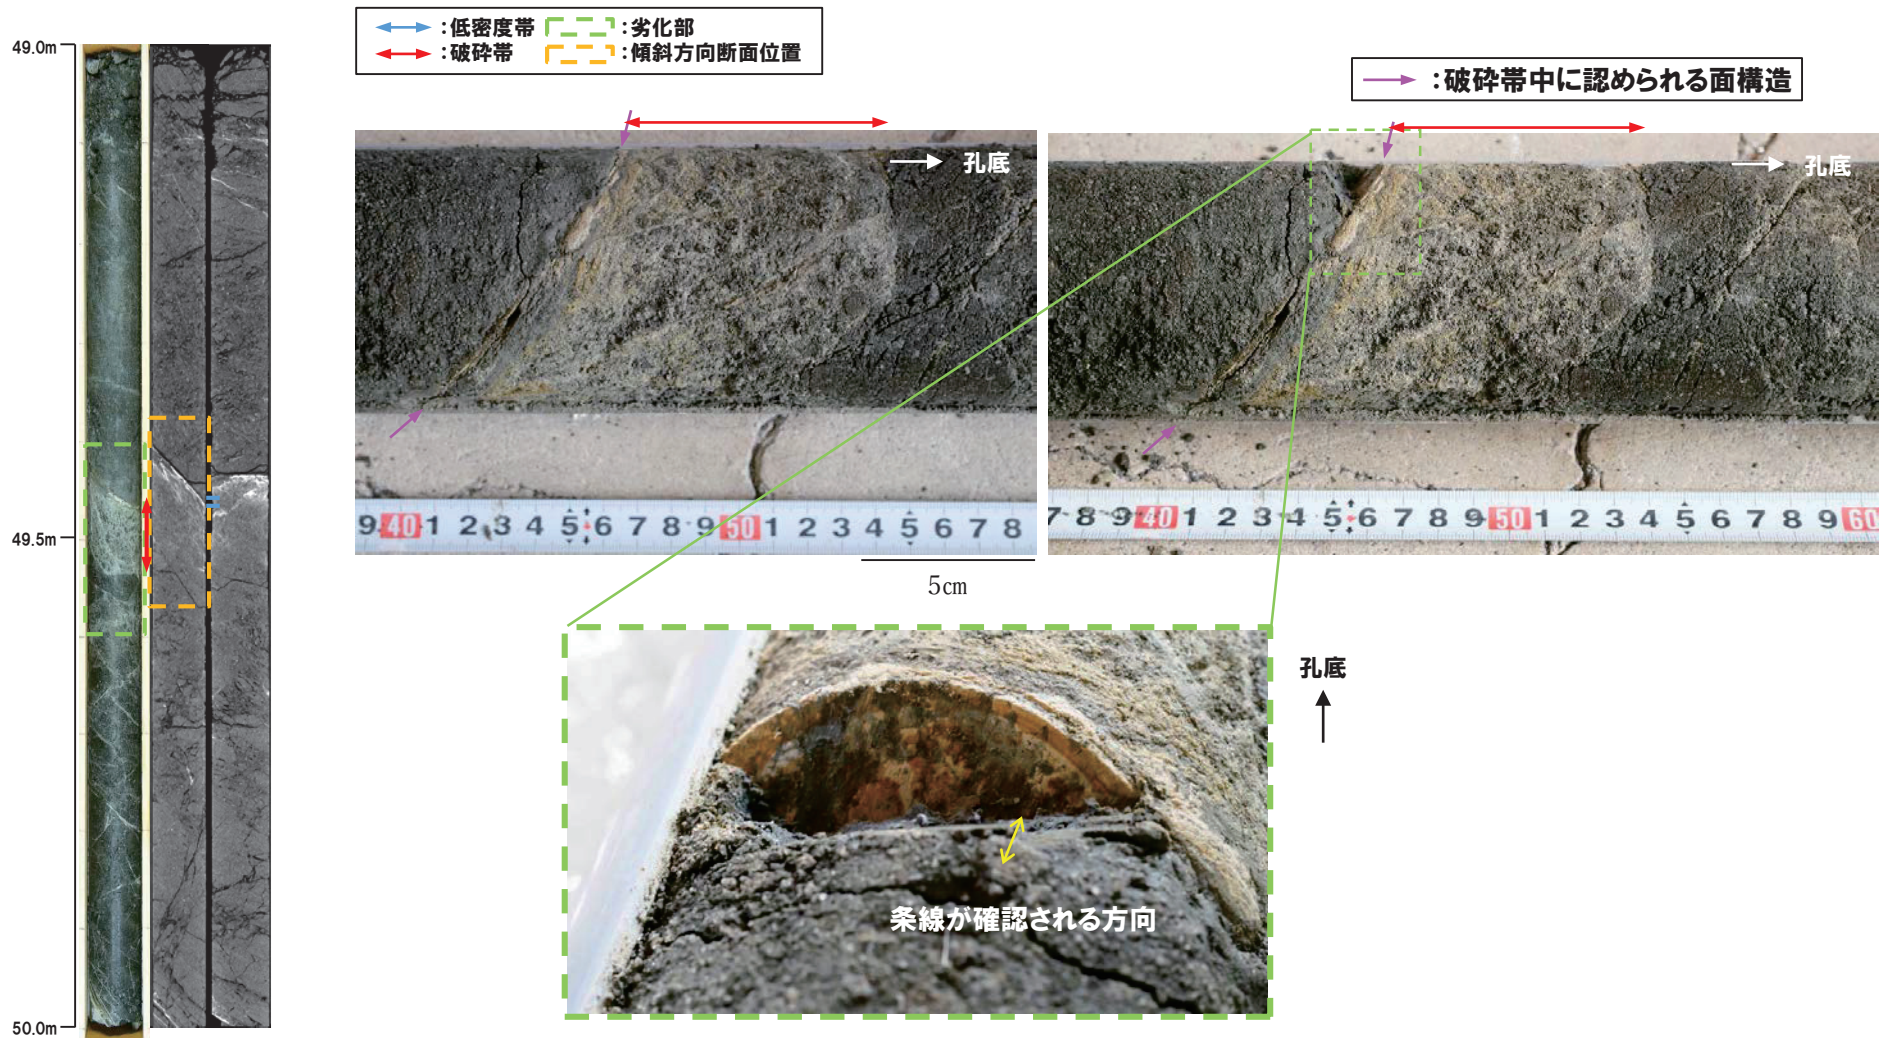 49.0m
49.5m
50.0m
:低密度帯
:劣化部
:破砕帯
:傾斜方向断面位置
:破砕帯中に認められる面構造
孔底
孔底
9 40 1 2 3 4 5 6 7 8 9 50 1 2 3 4 5 6 7 8
7 8 9 40 1 2 3 4 5 6 7 8 9 50 1 2 3 4 5 6 7 8 9 60
5cm
孔底
条線が確認される方向